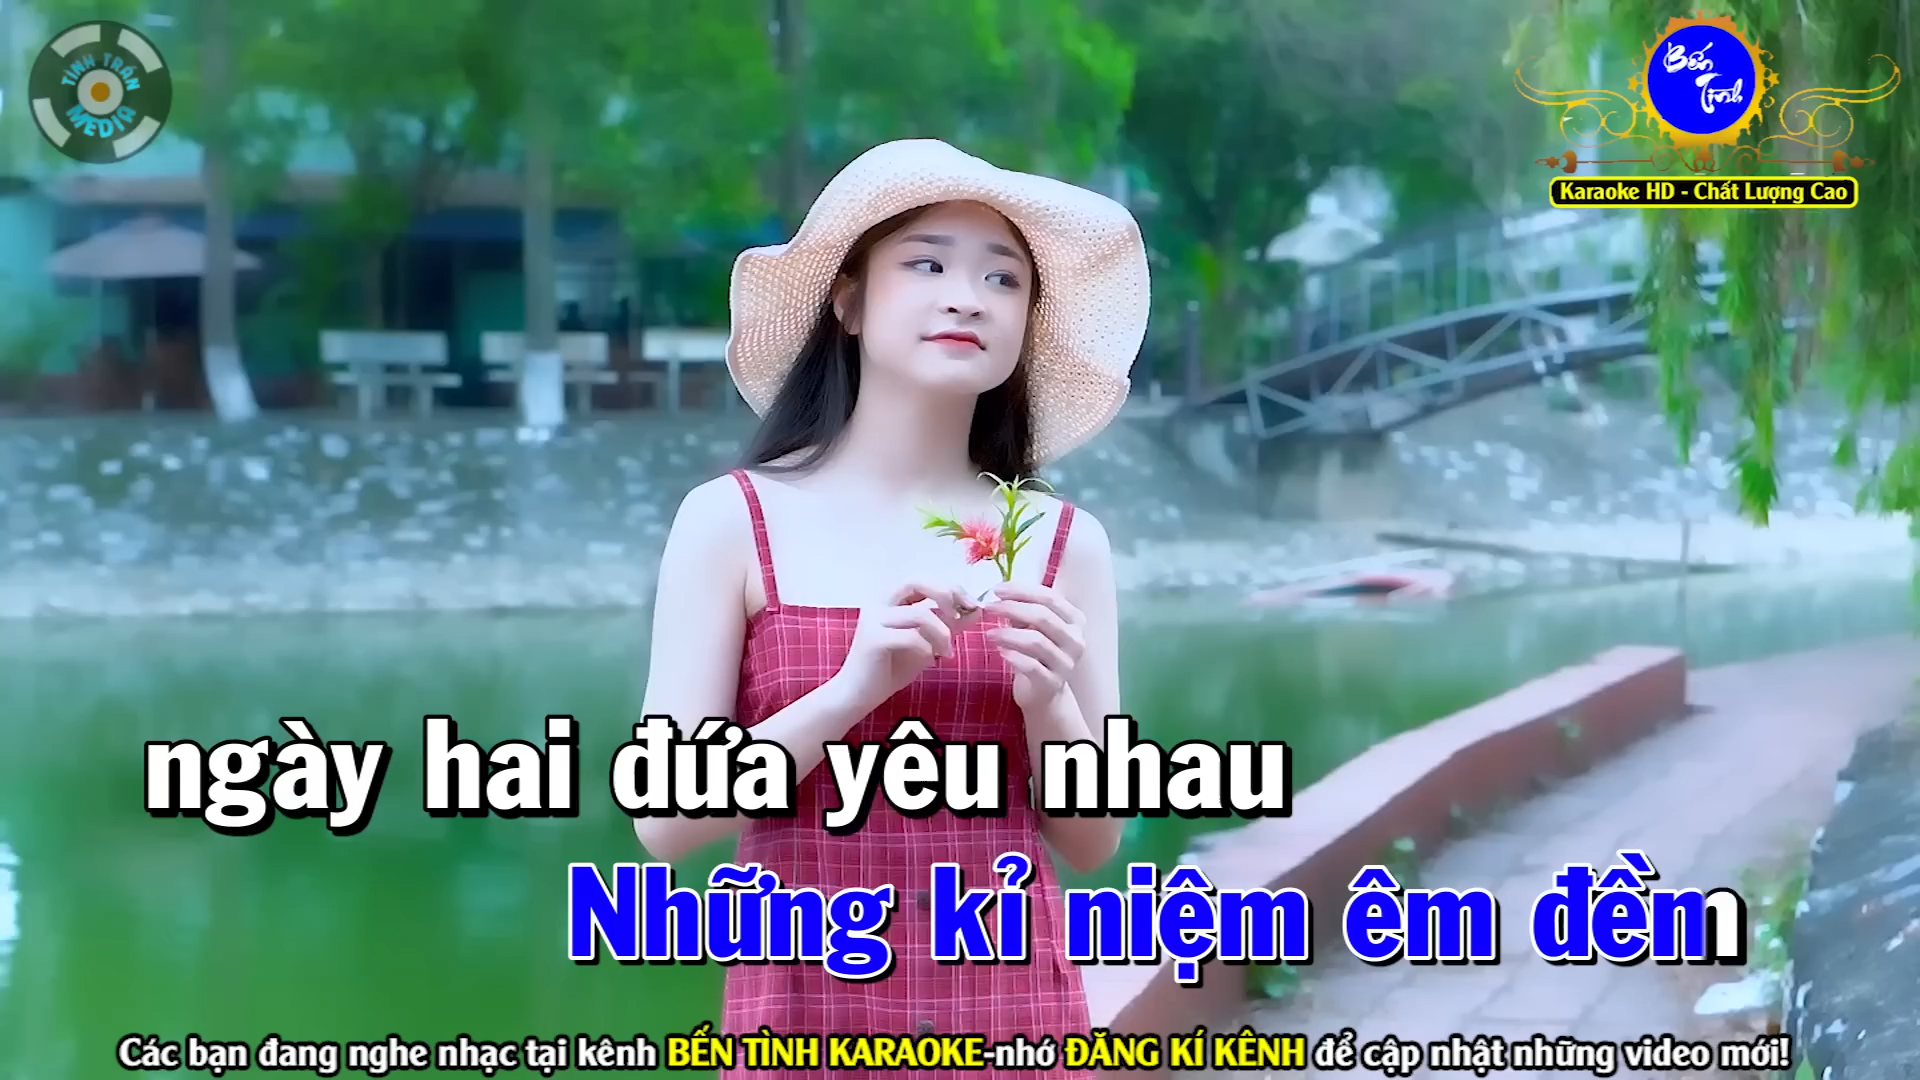 TÌNH TRẦN
MEDIA
Bến
Tình
Karaoke HD - Chất Lượng Cao
ngày hai đứa yêu nhau
Những kỉ niệm êm đềm
Các bạn đang nghe nhạc tại kênh BẾN TÌNH KARAOKE-nhớ ĐĂNG KÍ KÊNH để cập nhật những video mới!